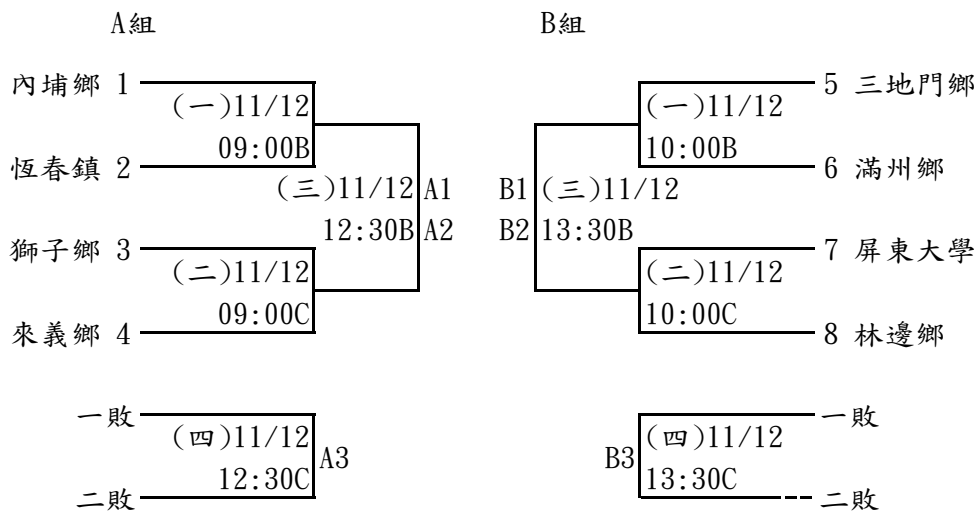 A組 B組
內埔鄉 1 5 三地門鄉
(一)11/12 (一)11/12
09:00B 10:00B
恆春鎮 2 6 滿州鄉
(三)11/12 A1 B1 (三)11/12
12:30B A2 B2 13:30B
獅子鄉 3 7 屏東大學
(二)11/12 (二)11/12
09:00C 10:00C
來義鄉 4 8 林邊鄉
一敗 一敗
(四)11/12 (四)11/12
A3 B3
12:30C 13:30C
二敗 二敗